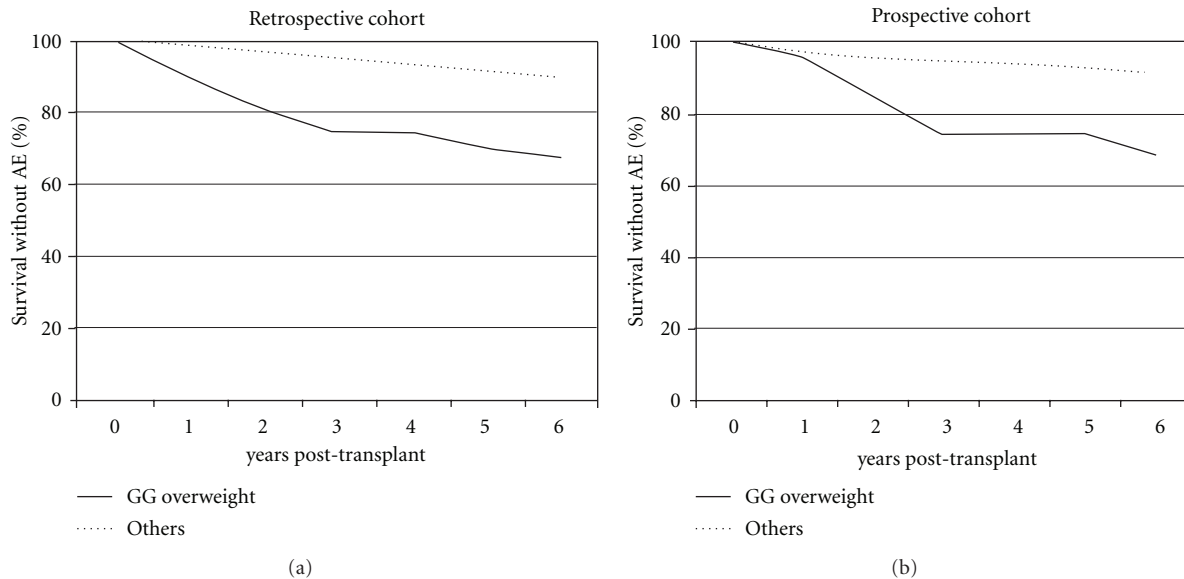 Retrospective cohort
100
80
60
40
20
0
Survival without AE (%)
0 1 2 3 4 5 6
years post-transplant
GG overweight
Others
(a)
Prospective cohort
100
80
60
40
20
0
Survival without AE (%)
0 1 2 3 4 5 6
years post-transplant
GG overweight
Others
(b)